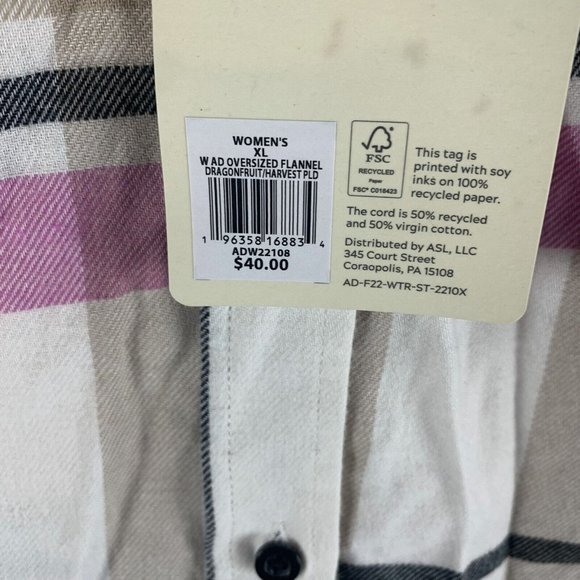 WOMEN'S
XL
W AD OVERSIZED FLANNEL
DRAGONFRUIT/HARVEST PLD
1 96358 16883 4
ADW22108
$40.00
FSC
RECYCLED
Paper
FSC® C016423
This tag is
printed with soy
inks on 100%
recycled paper.
The cord is 50% recycled
and 50% virgin cotton.
Distributed by ASL, LLC
345 Court Street
Coraopolis, PA 15108
AD-F22-WTR-ST-2210X